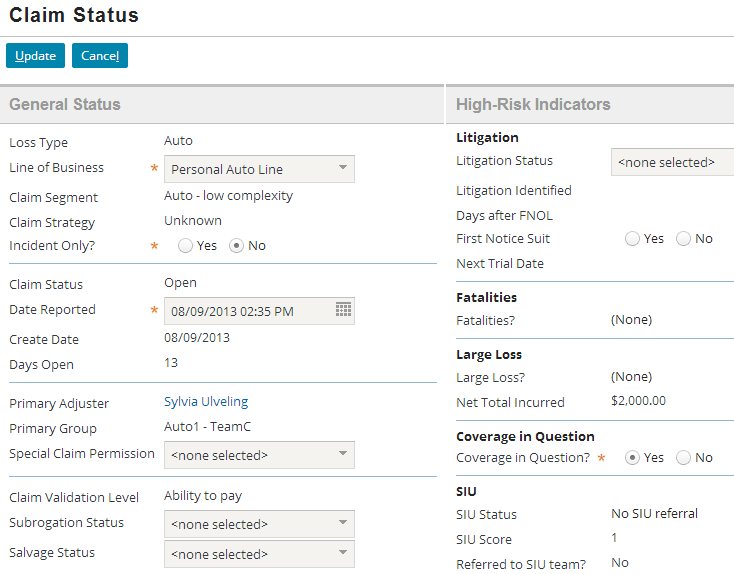 Claim Status
Update Cancel
General Status
Loss Type Auto
Line of Business * Personal Auto Line
Claim Segment Auto - low complexity
Claim Strategy Unknown
Incident Only? * Yes No
Claim Status Open
Date Reported * 08/09/2013 02:35 PM
Create Date 08/09/2013
Days Open 13
Primary Adjuster Sylvia Ulveling
Primary Group Auto1 - TeamC
Special Claim Permission <none selected>
Claim Validation Level Ability to pay
Subrogation Status <none selected>
Salvage Status <none selected>
High-Risk Indicators
Litigation
Litigation Status <none selected>
Litigation Identified
Days after FNOL
First Notice Suit Yes No
Next Trial Date
Fatalities
Fatalities? (None)
Large Loss
Large Loss? (None)
Net Total Incurred $2,000.00
Coverage in Question
Coverage in Question? * Yes No
SIU
SIU Status No SIU referral
SIU Score 1
Referred to SIU team? No